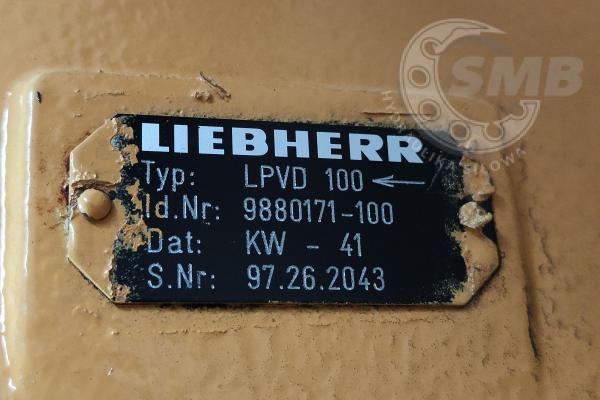 SMB
LIEBHERR
Typ: LPVD 100 ←
Id.Nr: 9880171-100
Dat: KW - 41
S.Nr: 97.26.2043